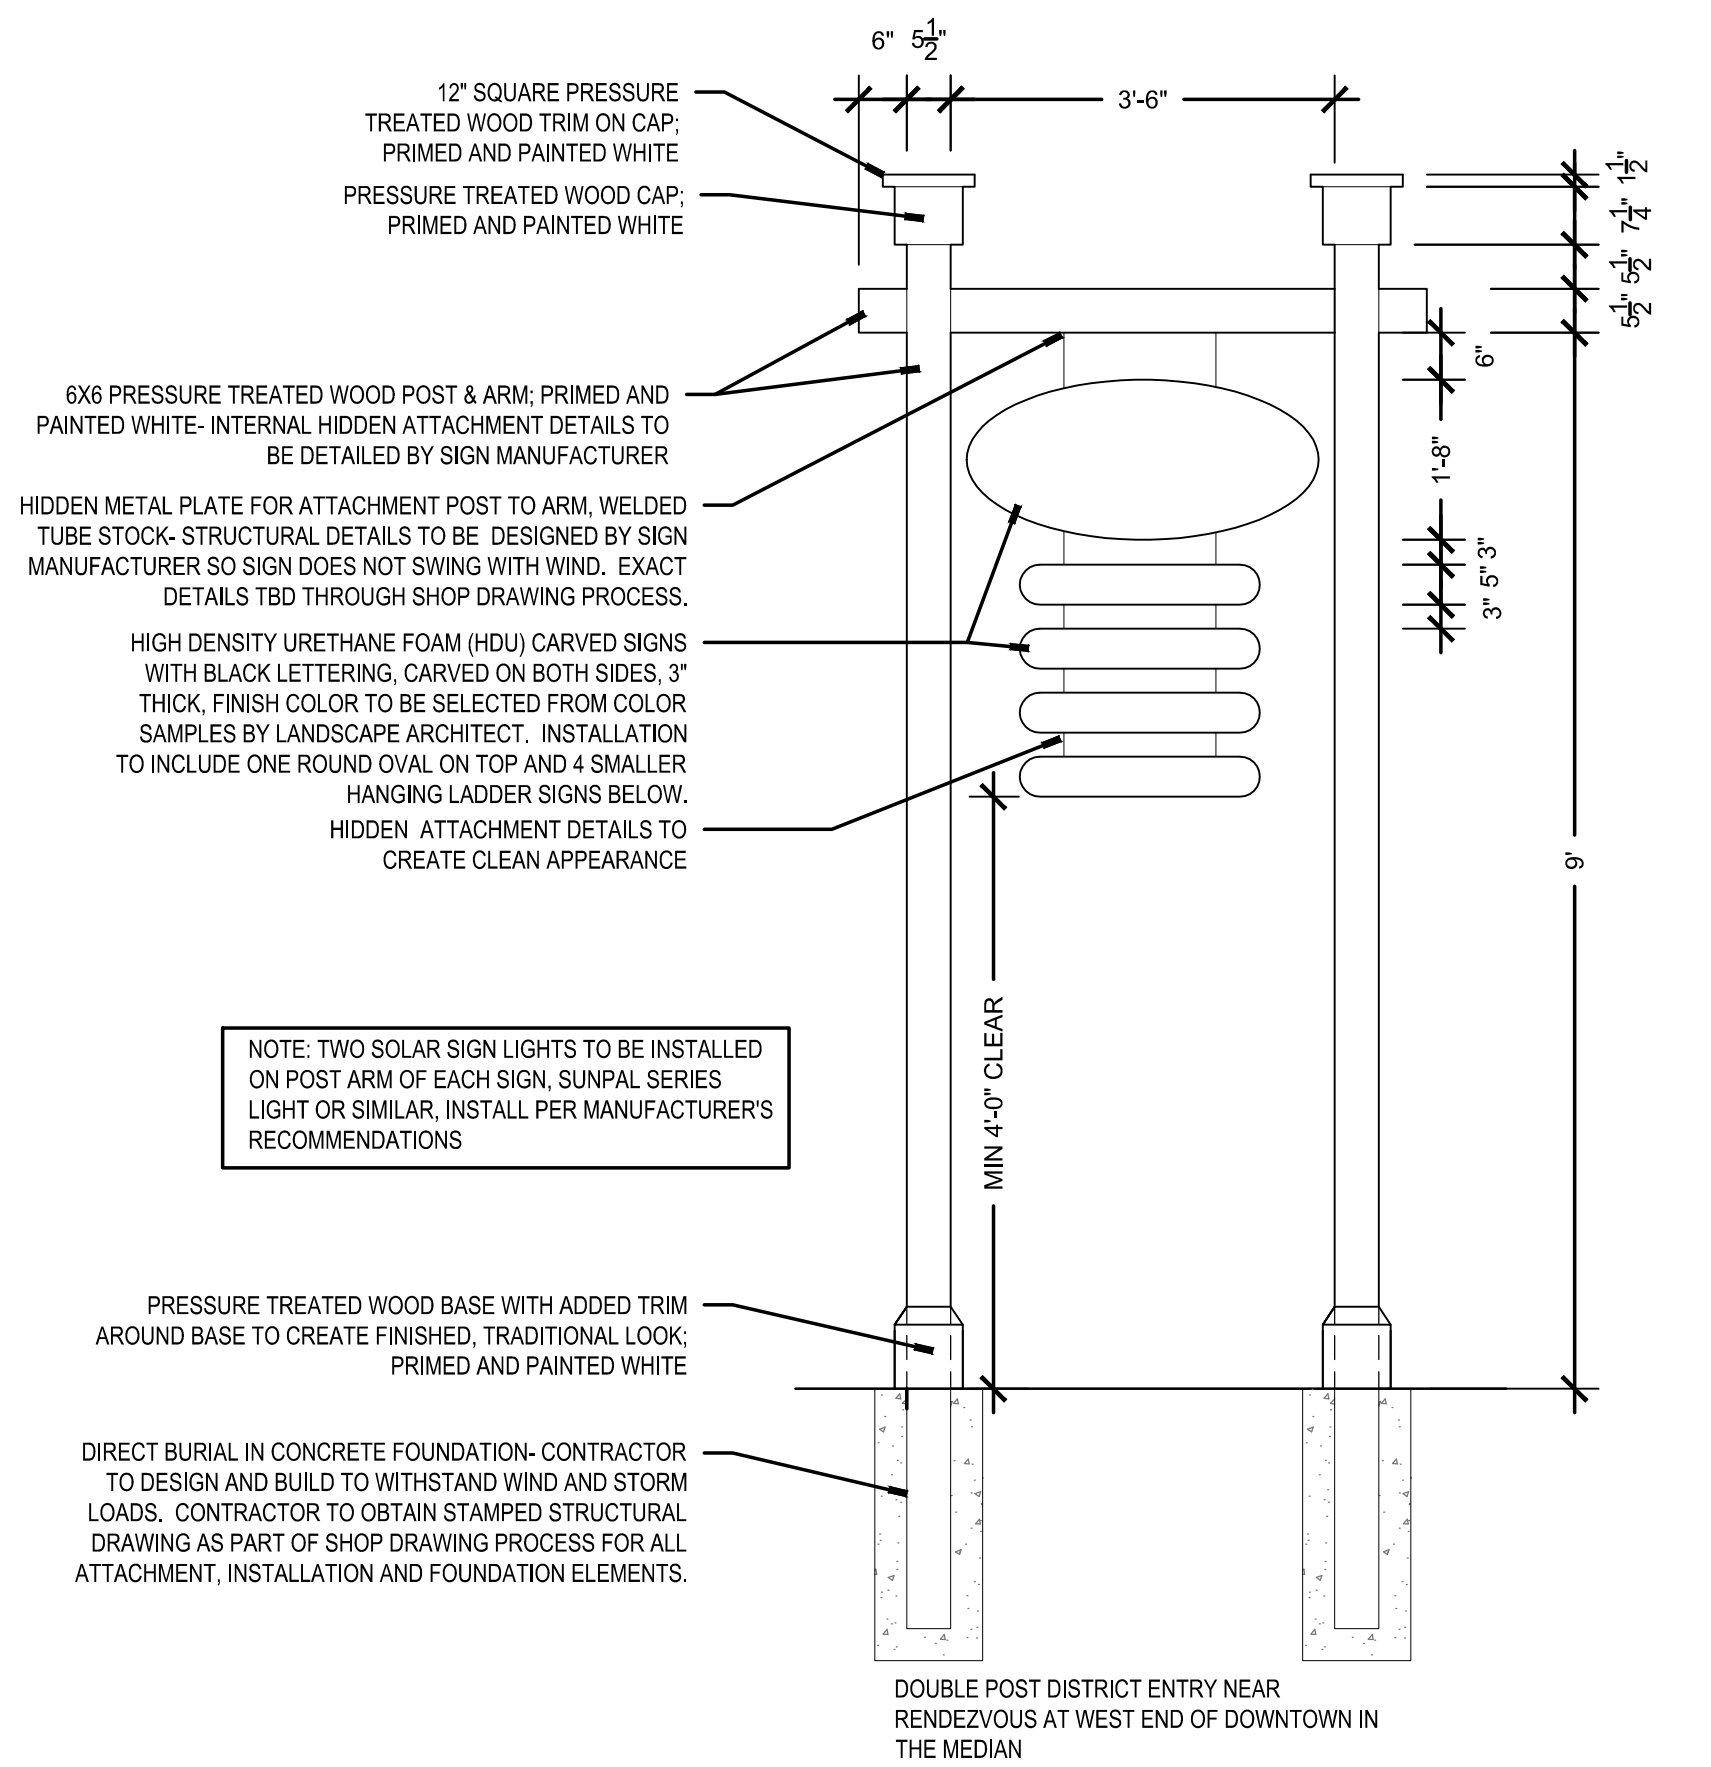 6" 5 1/2"
3'-6"
12" SQUARE PRESSURE
TREATED WOOD TRIM ON CAP;
PRIMED AND PAINTED WHITE
PRESSURE TREATED WOOD CAP;
PRIMED AND PAINTED WHITE
1 1/2"
7 1/4"
5 1/2"
5 1/2"
6"
1'-8"
3"
5"
3"
9'
6X6 PRESSURE TREATED WOOD POST & ARM; PRIMED AND
PAINTED WHITE- INTERNAL HIDDEN ATTACHMENT DETAILS TO
BE DETAILED BY SIGN MANUFACTURER
HIDDEN METAL PLATE FOR ATTACHMENT POST TO ARM, WELDED
TUBE STOCK- STRUCTURAL DETAILS TO BE DESIGNED BY SIGN
MANUFACTURER SO SIGN DOES NOT SWING WITH WIND. EXACT
DETAILS TBD THROUGH SHOP DRAWING PROCESS.
HIGH DENSITY URETHANE FOAM (HDU) CARVED SIGNS
WITH BLACK LETTERING, CARVED ON BOTH SIDES, 3"
THICK, FINISH COLOR TO BE SELECTED FROM COLOR
SAMPLES BY LANDSCAPE ARCHITECT. INSTALLATION
TO INCLUDE ONE ROUND OVAL ON TOP AND 4 SMALLER
HANGING LADDER SIGNS BELOW.
HIDDEN ATTACHMENT DETAILS TO
CREATE CLEAN APPEARANCE
MIN 4'-0" CLEAR
NOTE: TWO SOLAR SIGN LIGHTS TO BE INSTALLED
ON POST ARM OF EACH SIGN, SUNPAL SERIES
LIGHT OR SIMILAR, INSTALL PER MANUFACTURER'S
RECOMMENDATIONS
PRESSURE TREATED WOOD BASE WITH ADDED TRIM
AROUND BASE TO CREATE FINISHED, TRADITIONAL LOOK;
PRIMED AND PAINTED WHITE
DIRECT BURIAL IN CONCRETE FOUNDATION- CONTRACTOR
TO DESIGN AND BUILD TO WITHSTAND WIND AND STORM
LOADS. CONTRACTOR TO OBTAIN STAMPED STRUCTURAL
DRAWING AS PART OF SHOP DRAWING PROCESS FOR ALL
ATTACHMENT, INSTALLATION AND FOUNDATION ELEMENTS.
DOUBLE POST DISTRICT ENTRY NEAR
RENDEZVOUS AT WEST END OF DOWNTOWN IN
THE MEDIAN